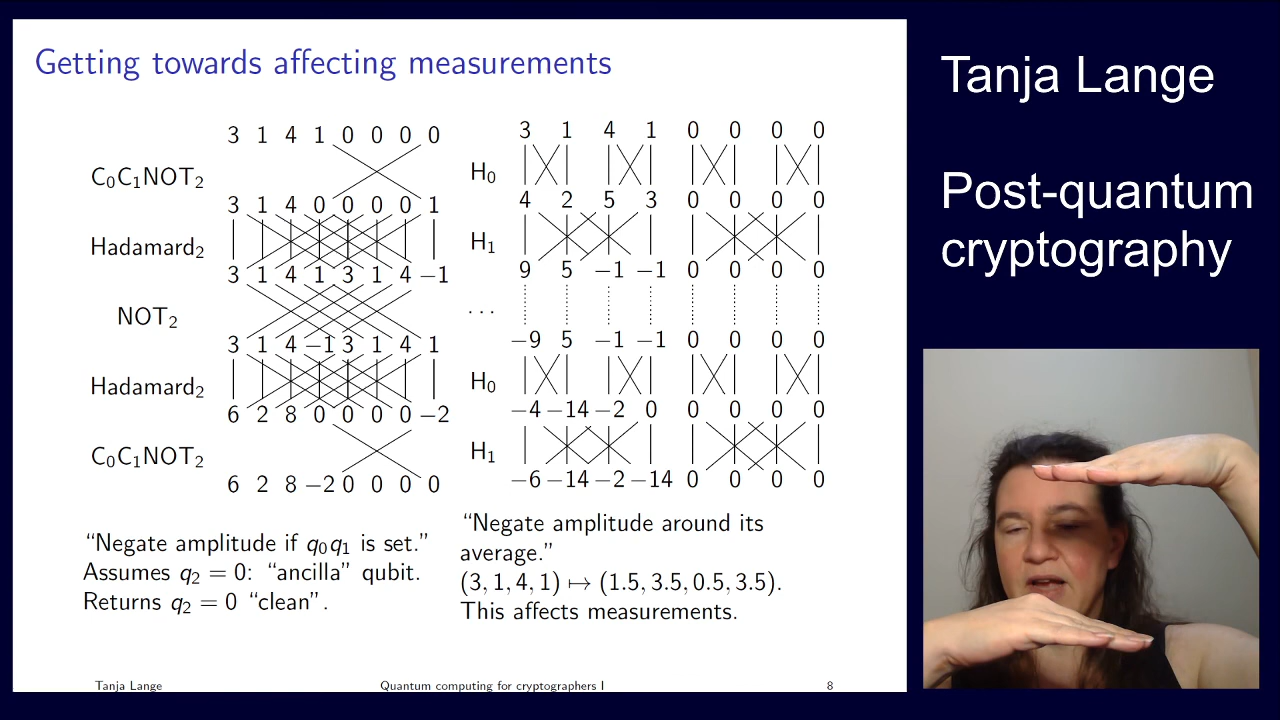 Getting towards affecting measurements
3 1 4 1 0 0 0 0
C₀C₁NOT₂
3 1 4 0 0 0 0 1
Hadamard₂
3 1 4 1 3 1 4 −1
NOT₂
3 1 4 −1 3 1 4 1
Hadamard₂
6 2 8 0 0 0 0 −2
C₀C₁NOT₂
6 2 8 −2 0 0 0 0
“Negate amplitude if q₀q₁ is set.”
Assumes q₂ = 0: “ancilla” qubit.
Returns q₂ = 0 “clean”.
3 1 4 1 0 0 0 0
H₀
4 2 5 3 0 0 0 0
H₁
9 5 −1 −1 0 0 0 0
...
−9 5 −1 −1 0 0 0 0
H₀
−4 −14 −2 0 0 0 0 0
H₁
−6 −14 −2 −14 0 0 0 0
“Negate amplitude around its
average.”
(3, 1, 4, 1) ↦ (1.5, 3.5, 0.5, 3.5).
This affects measurements.
Tanja Lange
Quantum computing for cryptographers I
8
Tanja Lange
Post-quantum
cryptography